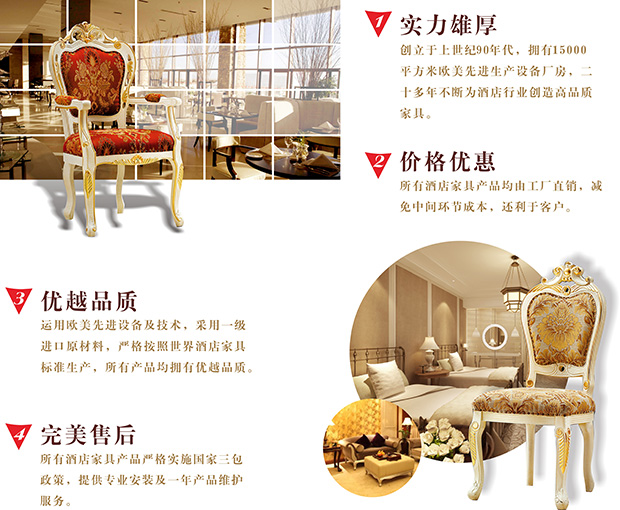 1 实力雄厚
创立于上世纪90年代，拥有15000
平方米欧美先进生产设备厂房，二
十多年不断为酒店行业创造高品质
家具。
2 价格优惠
所有酒店家具产品均由工厂直销，减
免中间环节成本，还利于客户。
3 优越品质
运用欧美先进设备及技术，采用一级
进口原材料，严格按照世界酒店家具
标准生产，所有产品均拥有优越品质。
4 完美售后
所有酒店家具产品严格实施国家三包
政策，提供专业安装及一年产品维护
服务。